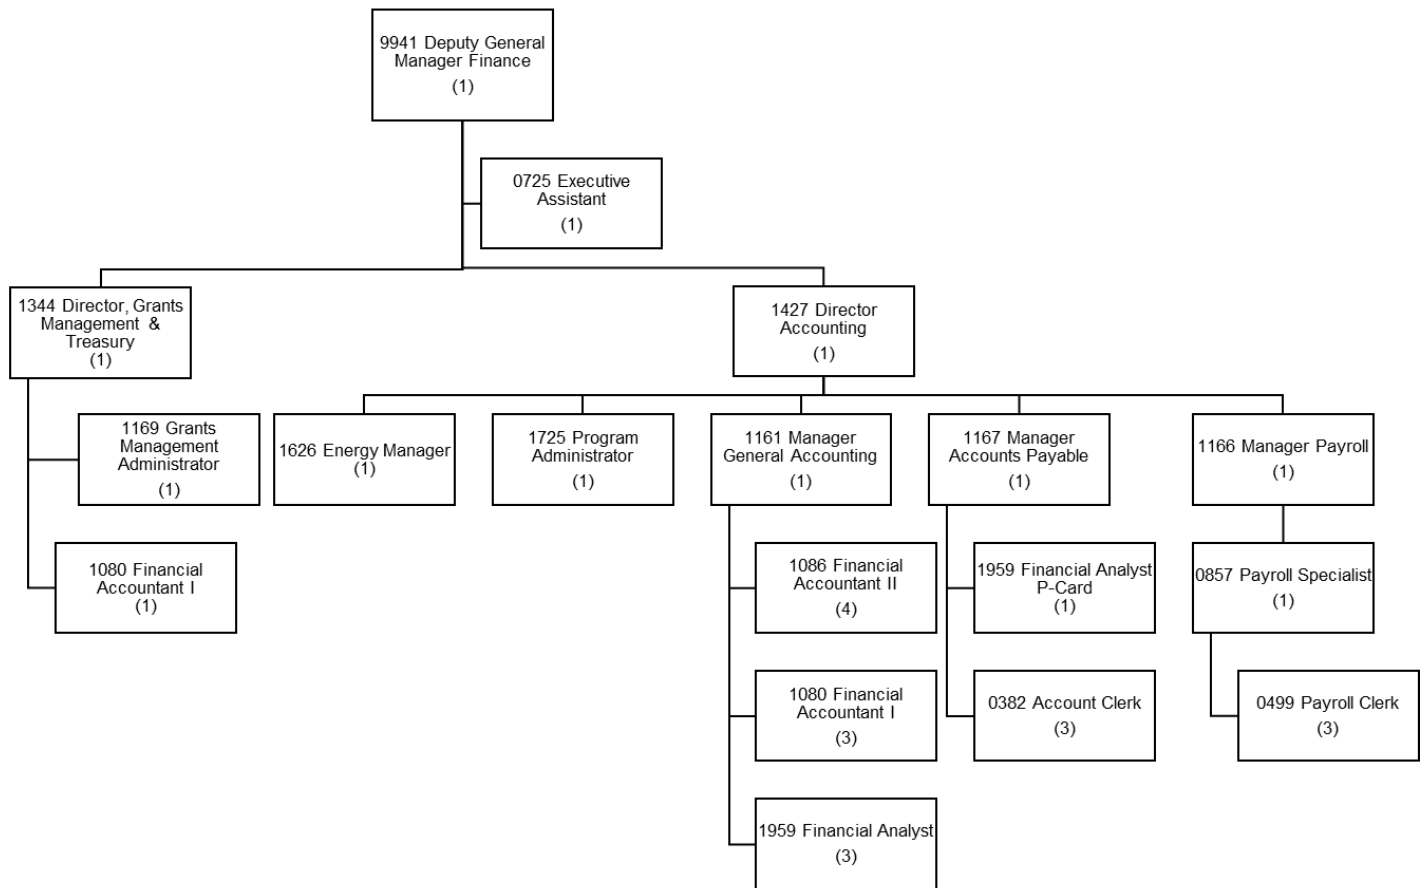 9941 Deputy General
Manager Finance
(1)
0725 Executive
Assistant
(1)
1344 Director, Grants
Management &
Treasury
(1)
1427 Director
Accounting
(1)
1169 Grants
Management
Administrator
(1)
1626 Energy Manager
(1)
1725 Program
Administrator
(1)
1161 Manager
General Accounting
(1)
1167 Manager
Accounts Payable
(1)
1166 Manager Payroll
(1)
1080 Financial
Accountant I
(1)
1086 Financial
Accountant II
(4)
1959 Financial Analyst
P-Card
(1)
0857 Payroll Specialist
(1)
1080 Financial
Accountant I
(3)
0382 Account Clerk
(3)
0499 Payroll Clerk
(3)
1959 Financial Analyst
(3)